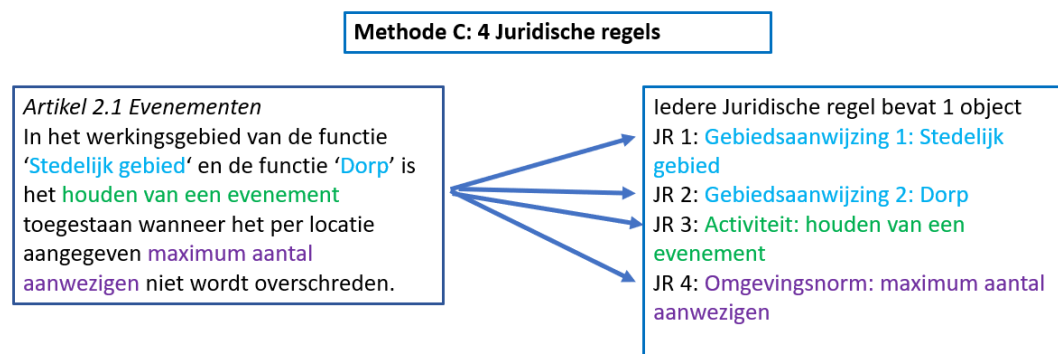 Methode C: 4 Juridische regels
Artikel 2.1 Evenementen
In het werkingsgebied van de functie
‘Stedelijk gebied‘ en de functie ‘Dorp’ is
het houden van een evenement
toegestaan wanneer het per locatie
aangegeven maximum aantal
aanwezigen niet wordt overschreden.
Iedere Juridische regel bevat 1 object
JR 1: Gebiedsaanwijzing 1: Stedelijk
gebied
JR 2: Gebiedsaanwijzing 2: Dorp
JR 3: Activiteit: houden van een
evenement
JR 4: Omgevingsnorm: maximum aantal
aanwezigen